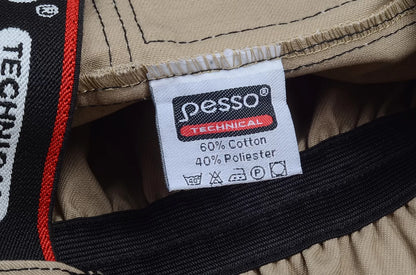 pesso®
TECHNICAL
60% Cotton
40% Poliester